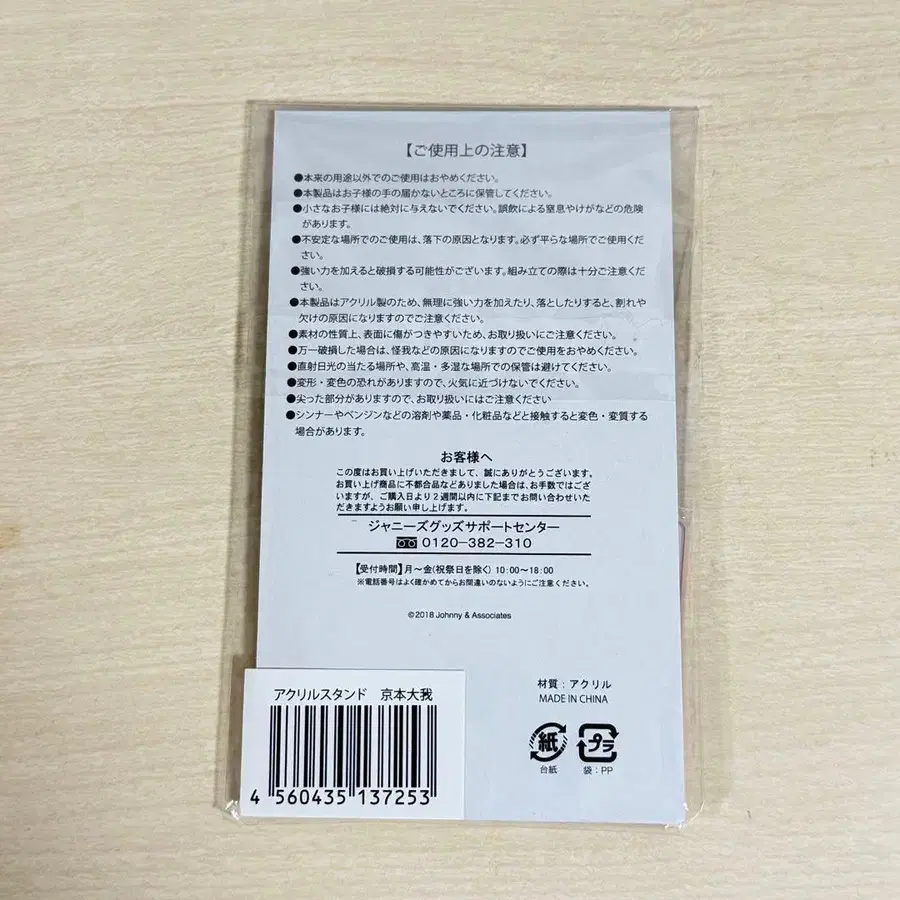 【ご使用上の注意】
●本来の用途以外でのご使用はおやめください。
●本製品はお子様の手の届かないところに保管してください。
●小さなお子様には絶対に与えないでください。誤飲による窒息やけがなどの危険
があります。
●不安定な場所でのご使用は、落下の原因となります。必ず平らな場所でご使用くだ
さい。
●強い力を加えると破損する可能性がございます。組み立ての際は十分ご注意くだ
さい。
●本製品はアクリル製のため、無理に強い力を加えたり、落としたりすると、割れや
欠けの原因になりますのでご注意ください。
●素材の性質上、表面に傷がつきやすいため、お取り扱いにご注意ください。
●万一破損した場合は、怪我などの原因になりますのでご使用をおやめください。
●直射日光の当たる場所や、高温・多湿な場所での保管は避けてください。
●変形・変色の恐れがありますので、火気に近づけないでください。
●尖った部分がありますので、お取り扱いにはご注意ください
●シンナーやベンジンなどの溶剤や薬品・化粧品などと接触すると変色・変質する
場合があります。
お客様へ
この度はお買い上げいただきまして、誠にありがとうございます。
お買い上げ商品に不都合品などありました場合は、お手数ではござ
いますが、ご購入日より2週間以内に下記までお問い合わせいた
だきますようお願い申し上げます。
ジャニーズグッズサポートセンター
0120-382-310
【受付時間】月〜金(祝祭日を除く) 10:00〜18:00
※電話番号はよく確かめてからお間違いのないようにご注意ください。
©2018 Johnny & Associates
材質:アクリル
MADE IN CHINA
紙
プラ
台紙
袋:PP
アクリルスタンド 京本大我
4 560435 137253